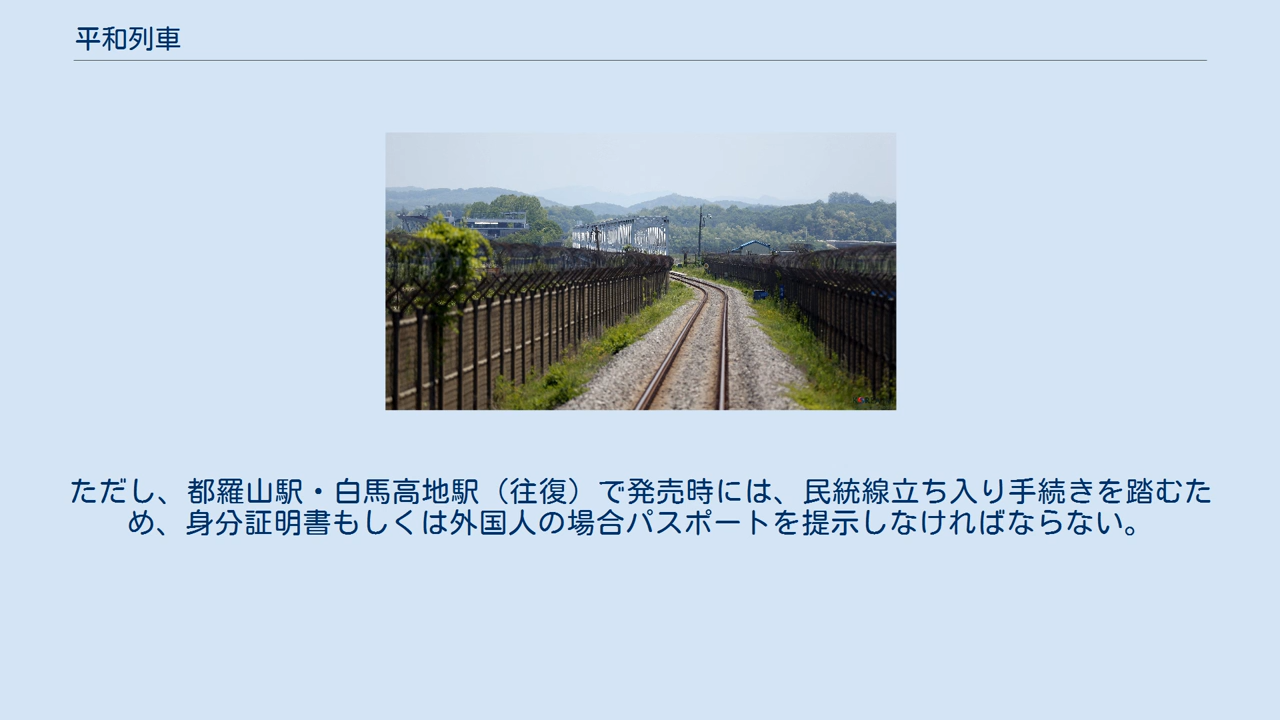 平和列車
ただし、都羅山駅・白馬高地駅（往復）で発売時には、民統線立ち入り手続きを踏むた
め、身分証明書もしくは外国人の場合パスポートを提示しなければならない。